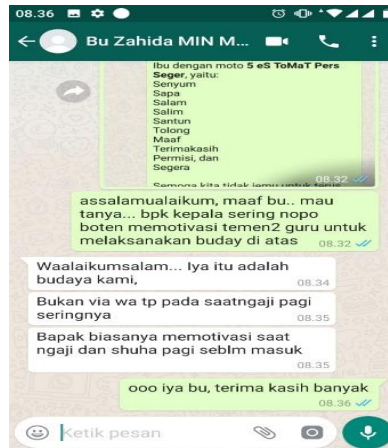 08.36
Bu Zahida MIN M...
Ibu dengan moto 5 eS ToMaT Pers
Seger, yaitu:
Senyum
Sapa
Salam
Salim
Santun
Tolong
Maaf
Terimakasih
Permisi, dan
Segera
Semoga kita tidak jemu untuk terus
08.32
assalamualaikum, maaf bu.. mau
tanya... bpk kepala sering nopo
boten memotivasi temen2 guru untuk
melaksanakan buday di atas
08.32
Waalaikumsalam... Iya itu adalah
budaya kami,
08.34
Bukan via wa tp pada saatngaji pagi
seringnya
08.35
Bapak biasanya memotivasi saat
ngaji dan shuha pagi seblm masuk
08.35
ooo iya bu, terima kasih banyak
08.36
Ketik pesan